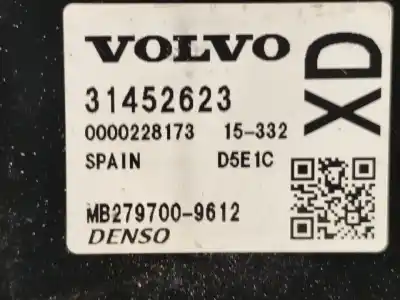 VOLVO
XD
31452623
0000228173 15-332
SPAIN D5E1C
MB279700-9612
DENSO